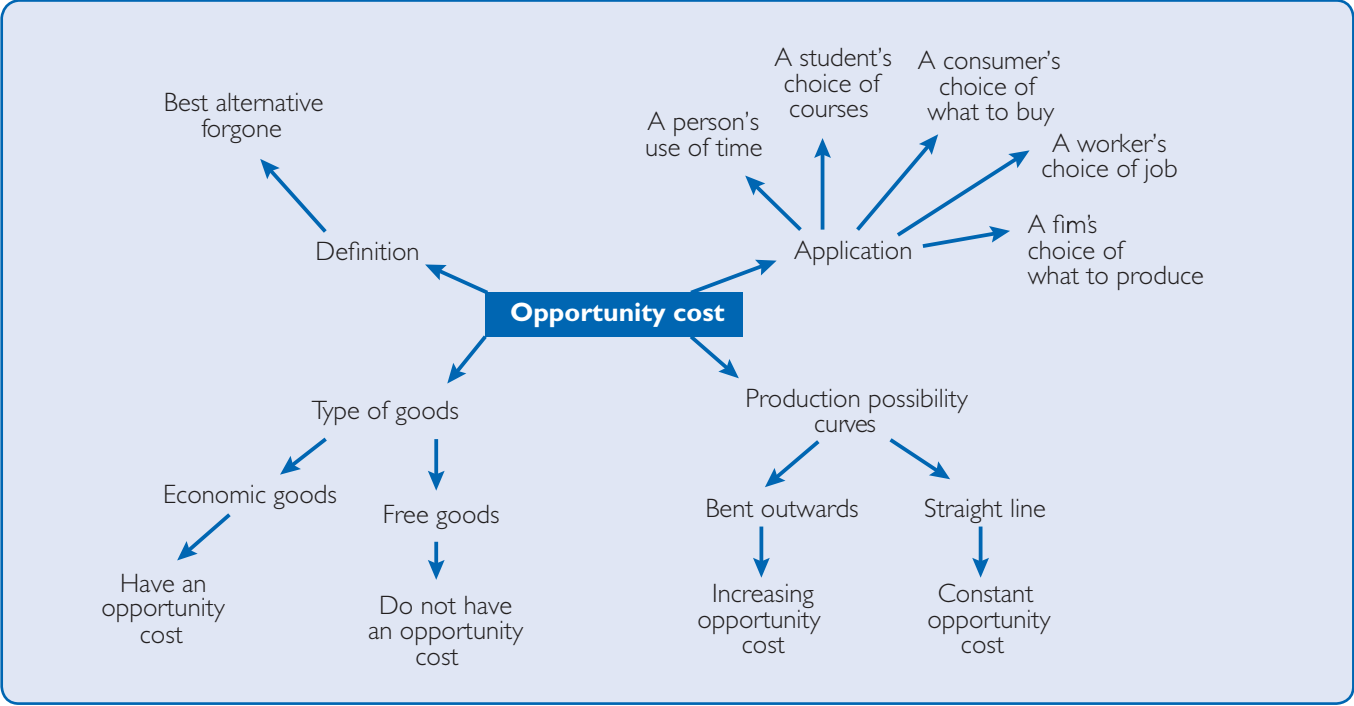 Best alternative
forgone
Definition
A person's
use of time
A student's
choice of
courses
A consumer's
choice of
what to buy
A worker's
choice of job
A fim's
choice of
what to produce
Application
Opportunity cost
Type of goods
Economic goods
Have an
opportunity
cost
Free goods
Do not have
an opportunity
cost
Production possibility
curves
Bent outwards
Increasing
opportunity
cost
Straight line
Constant
opportunity
cost